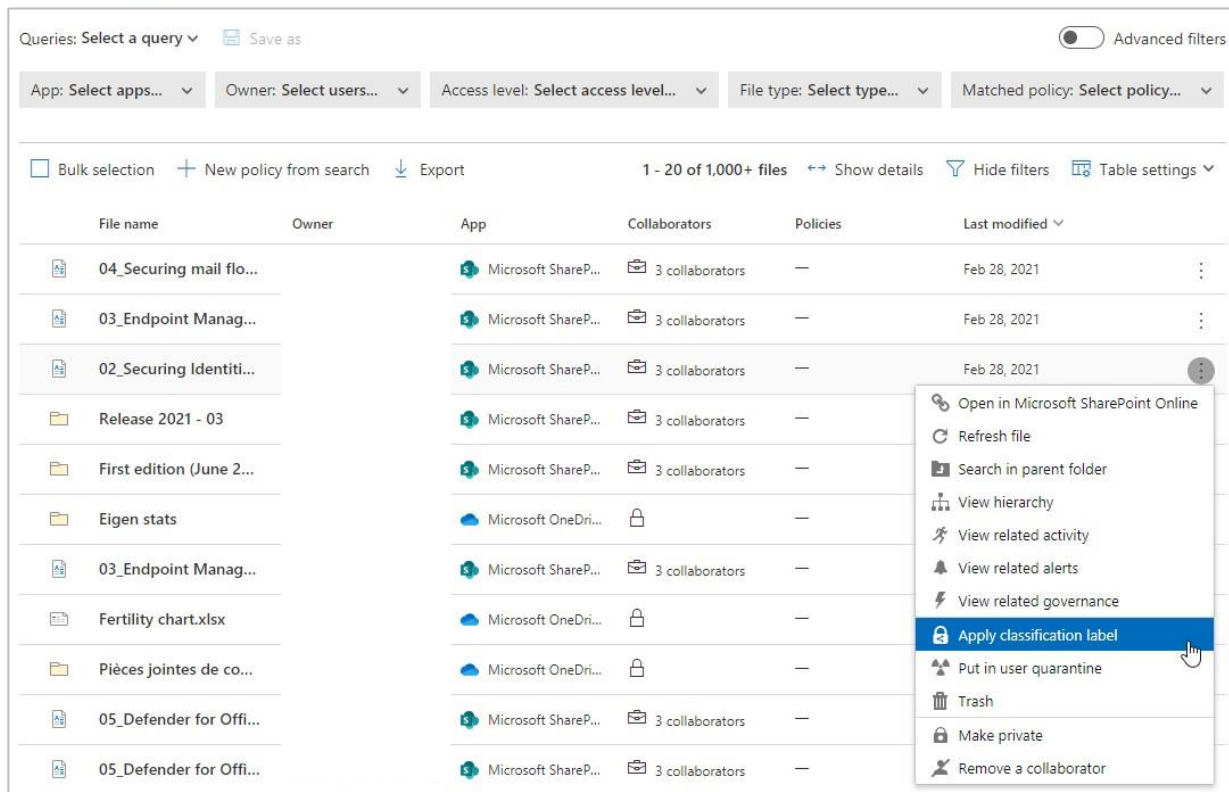 Queries: Select a query Save as Advanced filters
App: Select apps... Owner: Select users... Access level: Select access level... File type: Select type... Matched policy: Select policy...
Bulk selection New policy from search Export 1 - 20 of 1,000+ files Show details Hide filters Table settings
File name Owner App Collaborators Policies Last modified
04_Securing mail flo... Microsoft ShareP... 3 collaborators — Feb 28, 2021
03_Endpoint Manag... Microsoft ShareP... 3 collaborators — Feb 28, 2021
02_Securing Identiti... Microsoft ShareP... 3 collaborators — Feb 28, 2021
Release 2021 - 03 Microsoft ShareP... 3 collaborators —
First edition (June 2... Microsoft ShareP... 3 collaborators —
Eigen stats Microsoft OneDri... —
03_Endpoint Manag... Microsoft ShareP... 3 collaborators —
Fertility chart.xlsx Microsoft OneDri... —
Pièces jointes de co... Microsoft OneDri... —
05_Defender for Offi... Microsoft ShareP... 3 collaborators —
05_Defender for Offi... Microsoft ShareP... 3 collaborators —
Open in Microsoft SharePoint Online
Refresh file
Search in parent folder
View hierarchy
View related activity
View related alerts
View related governance
Apply classification label
Put in user quarantine
Trash
Make private
Remove a collaborator